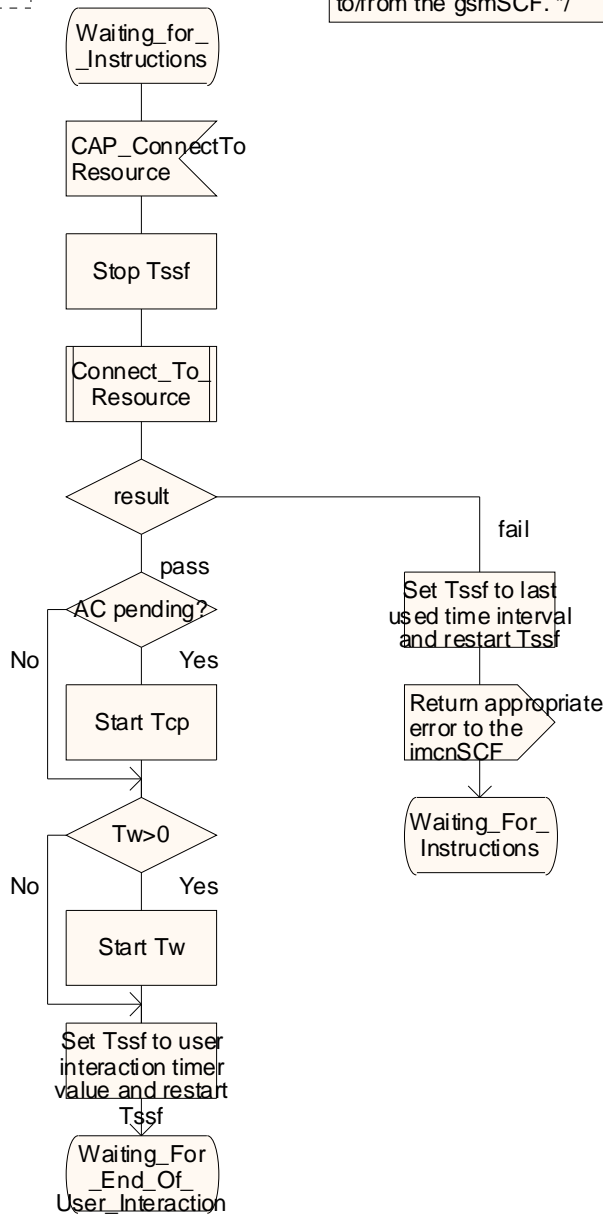 to/from the gsmSCF. */
Waiting_for_
_Instructions
CAP_ConnectTo
Resource
Stop Tssf
Connect_To_
Resource
result
fail
pass
Set Tssf to last
used time interval
and restart Tssf
AC pending?
No
Yes
Return appropriate
error to the
imcnSCF
Start Tcp
Waiting_For_
Instructions
Tw>0
No
Yes
Start Tw
Set Tssf to user
interaction timer
value and restart
Tssf
Waiting_For
_End_Of_
User_Interaction